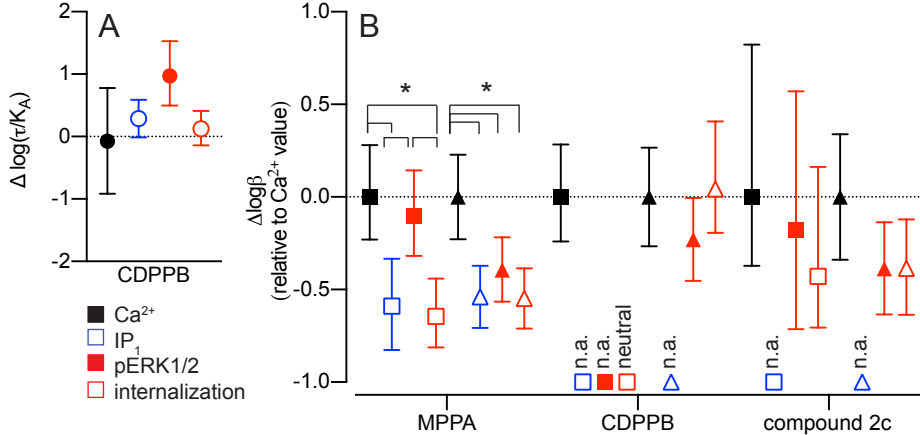 A
2
1
0
-1
-2
Δ log(τ/K_A)
CDPPB
Ca²⁺
IP₁
pERK1/2
internalization
B
1.0
0.5
0.0
-0.5
-1.0
Δlogβ
(relative to Ca²⁺ value)
*
*
n.a.
n.a.
neutral
n.a.
n.a.
n.a.
MPPA
CDPPB
compound 2c